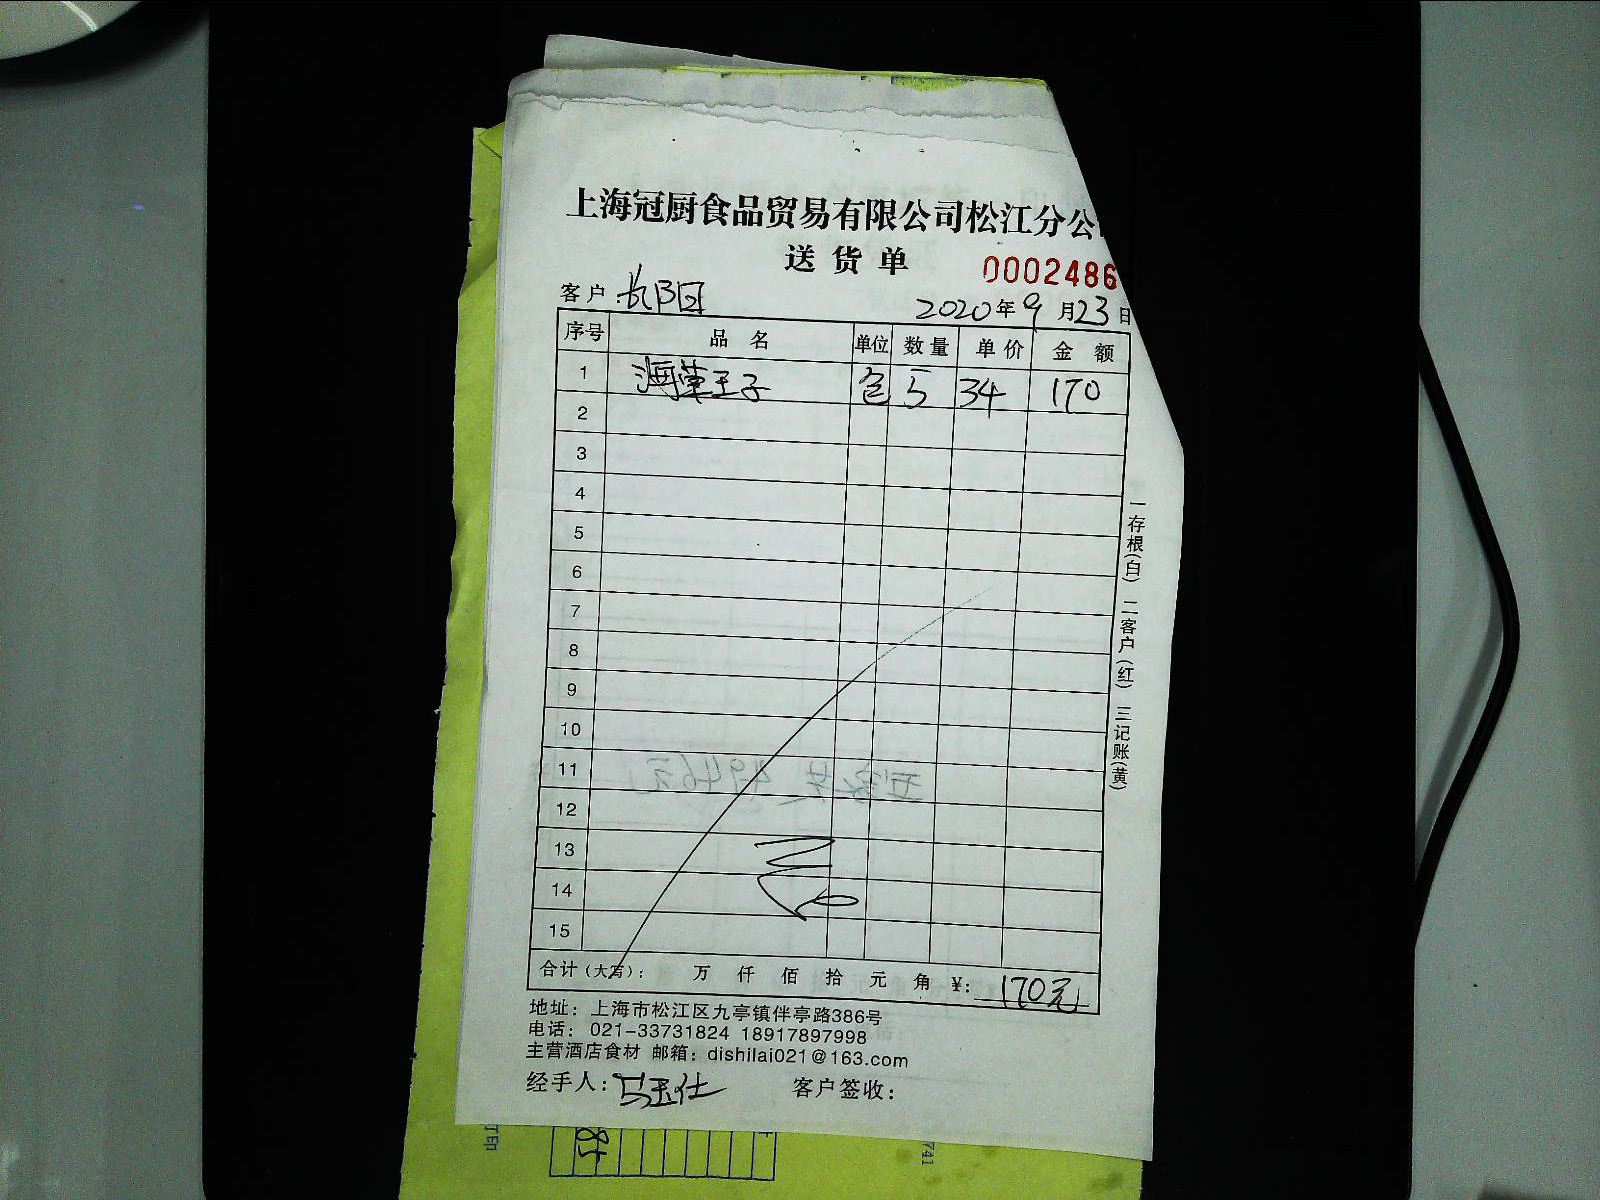 上海冠厨食品贸易有限公司松江分公
送货单
0002486
客户：长阳国
2020年9月23日
序号 品名 单位 数量 单价 金额
1 海草王子 包 5 34 170
2
3
4
5
6
7
8
9
10
11
12
13
14
15
合计（大写）： 万 仟 佰 拾 元 角 ¥：170元
地址：上海市松江区九亭镇伴亭路386号
电话：021-33731824 18917897998
主营酒店食材 邮箱：dishilai021@163.com
经手人： 客户签收：
一存根(白) 二客户(红) 三记账(黄)
741